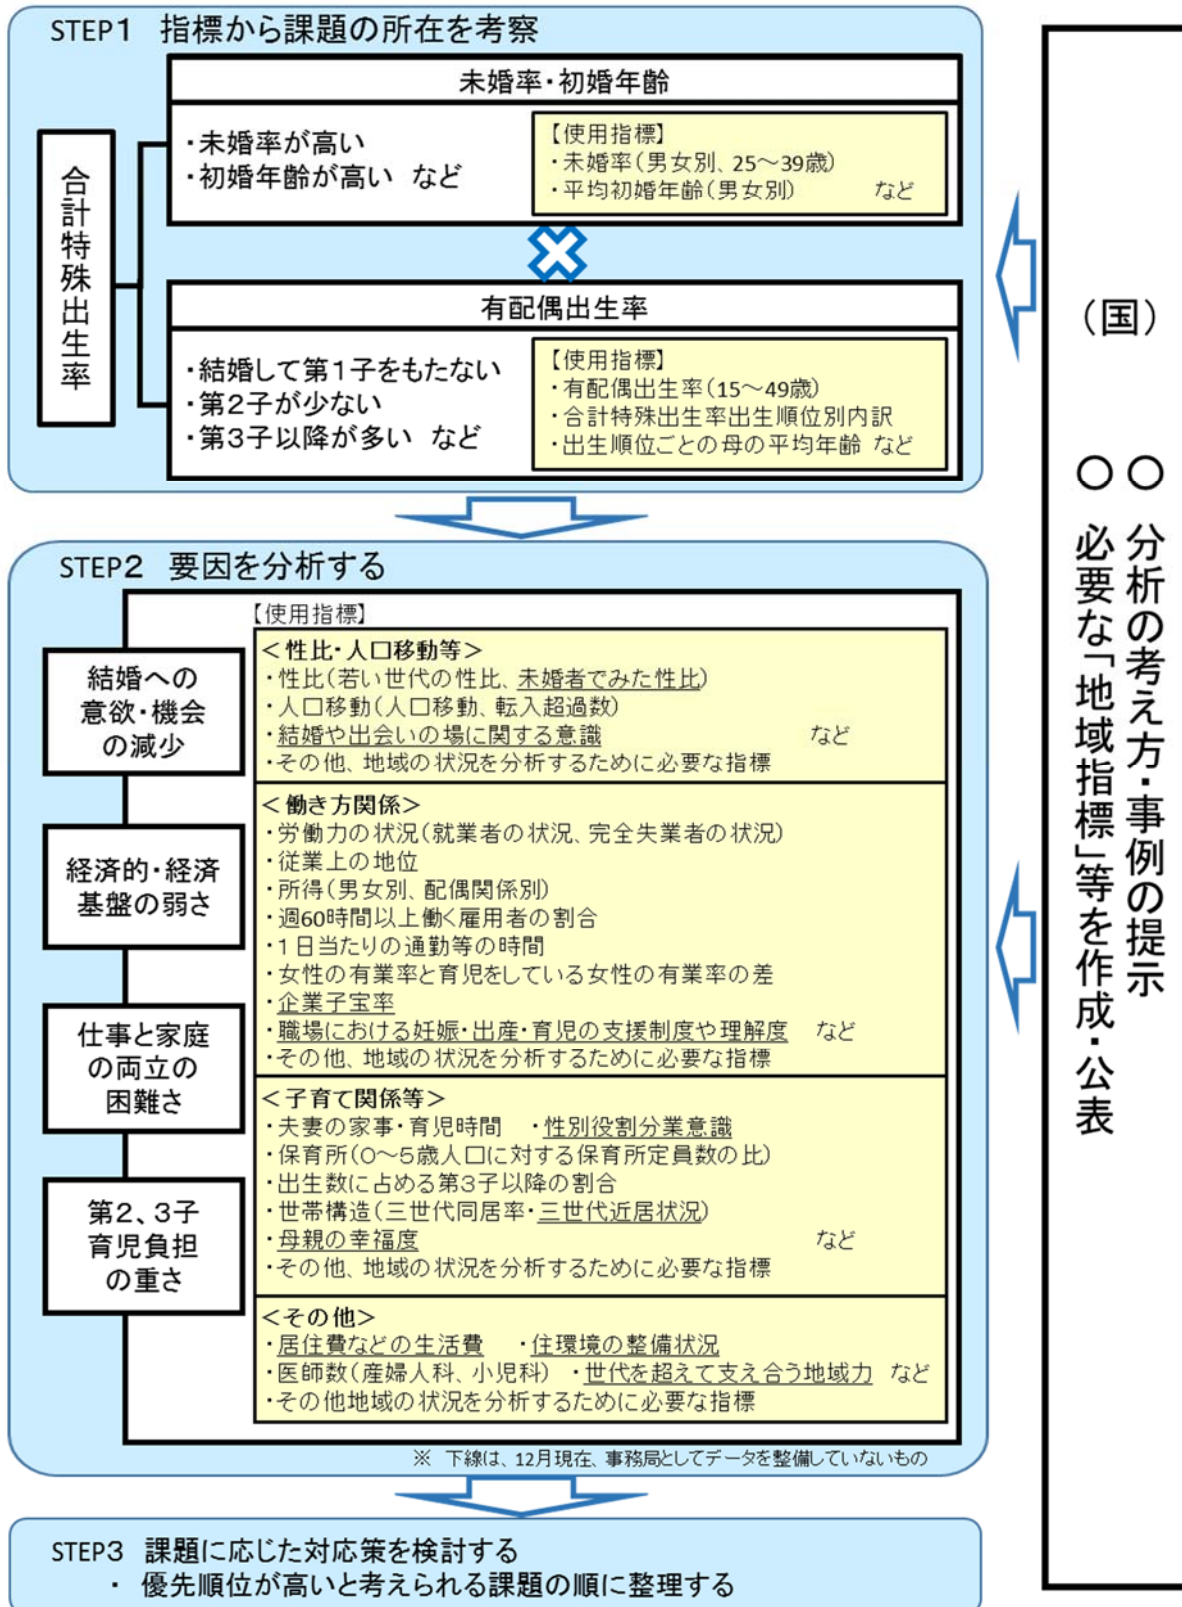 STEP1 指標から課題の所在を考察
合計特殊出生率
未婚率・初婚年齢
・未婚率が高い
・初婚年齢が高い など
【使用指標】
・未婚率(男女別、25～39歳)
・平均初婚年齢(男女別) など
有配偶出生率
・結婚して第1子をもたない
・第2子が少ない
・第3子以降が多い など
【使用指標】
・有配偶出生率(15～49歳)
・合計特殊出生率出生順位別内訳
・出生順位ごとの母の平均年齢 など
STEP2 要因を分析する
結婚への
意欲・機会
の減少
経済的・経済
基盤の弱さ
仕事と家庭
の両立の
困難さ
第2、3子
育児負担
の重さ
【使用指標】
＜性比・人口移動等＞
・性比(若い世代の性比、未婚者でみた性比)
・人口移動(人口移動、転入超過数)
・結婚や出会いの場に関する意識 など
・その他、地域の状況を分析するために必要な指標
＜働き方関係＞
・労働力の状況(就業者の状況、完全失業者の状況)
・従業上の地位
・所得(男女別、配偶関係別)
・週60時間以上働く雇用者の割合
・1日当たりの通勤等の時間
・女性の有業率と育児をしている女性の有業率の差
・企業子宝率
・職場における妊娠・出産・育児の支援制度や理解度 など
・その他、地域の状況を分析するために必要な指標
＜子育て関係等＞
・夫妻の家事・育児時間 ・性別役割分業意識
・保育所(0～5歳人口に対する保育所定員数の比)
・出生数に占める第3子以降の割合
・世帯構造(三世代同居率・三世代近居状況)
・母親の幸福度 など
・その他、地域の状況を分析するために必要な指標
＜その他＞
・居住費などの生活費 ・住環境の整備状況
・医師数(産婦人科、小児科) ・世代を超えて支え合う地域力 など
・その他地域の状況を分析するために必要な指標
※ 下線は、12月現在、事務局としてデータを整備していないもの
STEP3 課題に応じた対応策を検討する
・ 優先順位が高いと考えられる課題の順に整理する
(国)
○ 分析の考え方・事例の提示
○ 必要な「地域指標」等を作成・公表